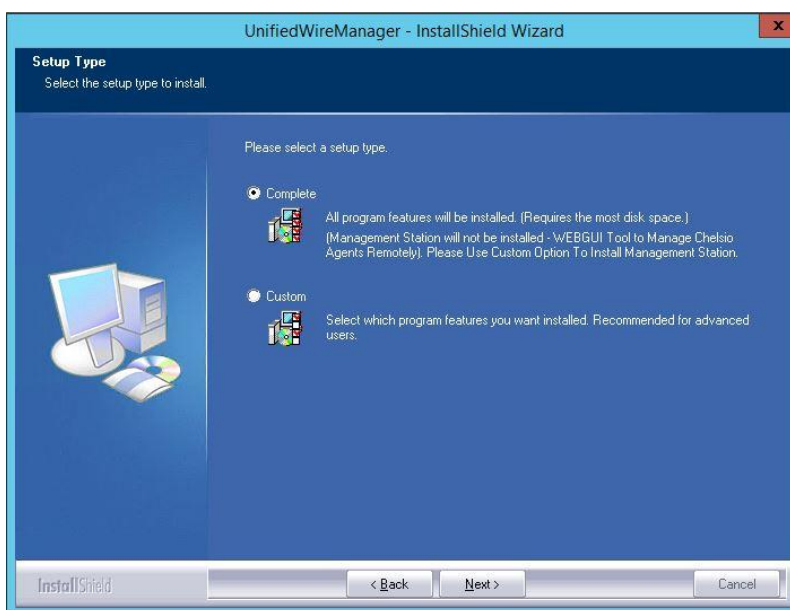 UnifiedWireManager - InstallShield Wizard
x
Setup Type
Select the setup type to install.
Please select a setup type.
Complete
All program features will be installed. (Requires the most disk space.)
(Management Station will not be installed - WEBGUI Tool to Manage Chelsio
Agents Remotely). Please Use Custom Option To Install Management Station.
Custom
Select which program features you want installed. Recommended for advanced
users.
InstallShield
< Back
Next >
Cancel